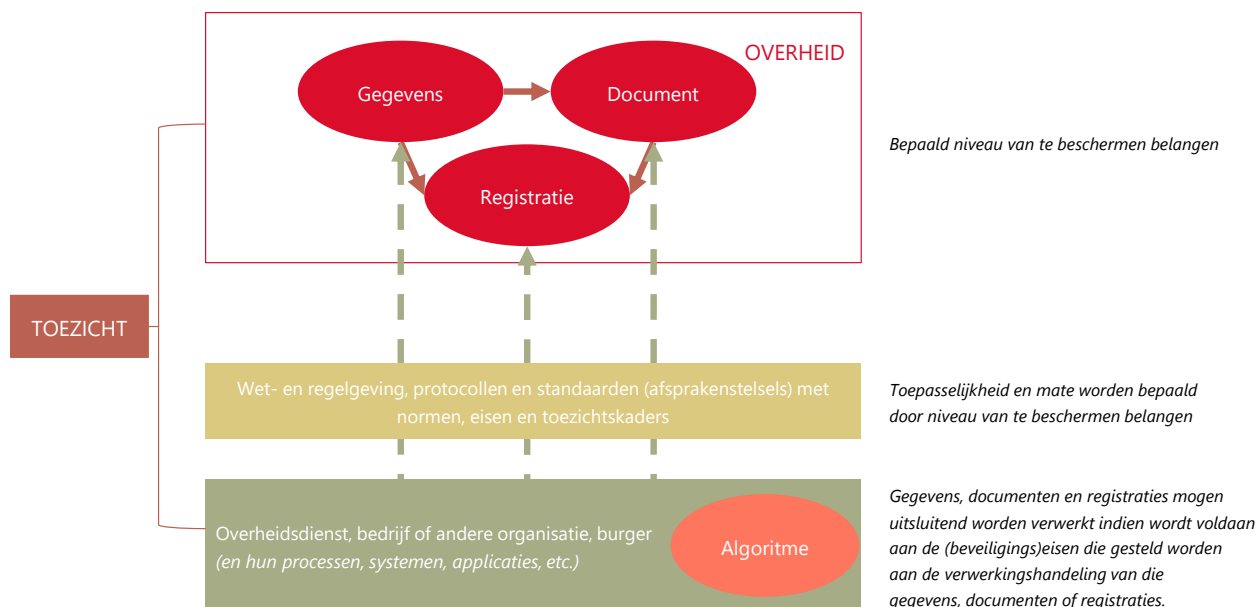 OVERHEID
Gegevens
Document
Registratie
Bepaald niveau van te beschermen belangen
TOEZICHT
Wet- en regelgeving, protocollen en standaarden (afsprakenstelsels) met
normen, eisen en toezichtskaders
Toepasselijkheid en mate worden bepaald
door niveau van te beschermen belangen
Overheidsdienst, bedrijf of andere organisatie, burger
(en hun processen, systemen, applicaties, etc.)
Algoritme
Gegevens, documenten en registraties mogen
uitsluitend worden verwerkt indien wordt voldaan
aan de (beveiligings)eisen die gesteld worden
aan de verwerkingshandeling van die
gegevens, documenten of registraties.